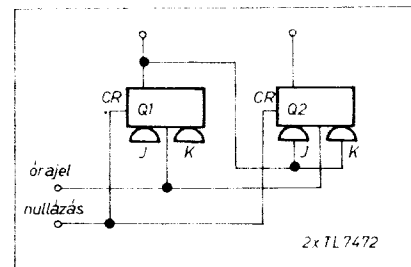 CR Q1 CR Q2
J K J K
órajel
nullázás
2xTL7472